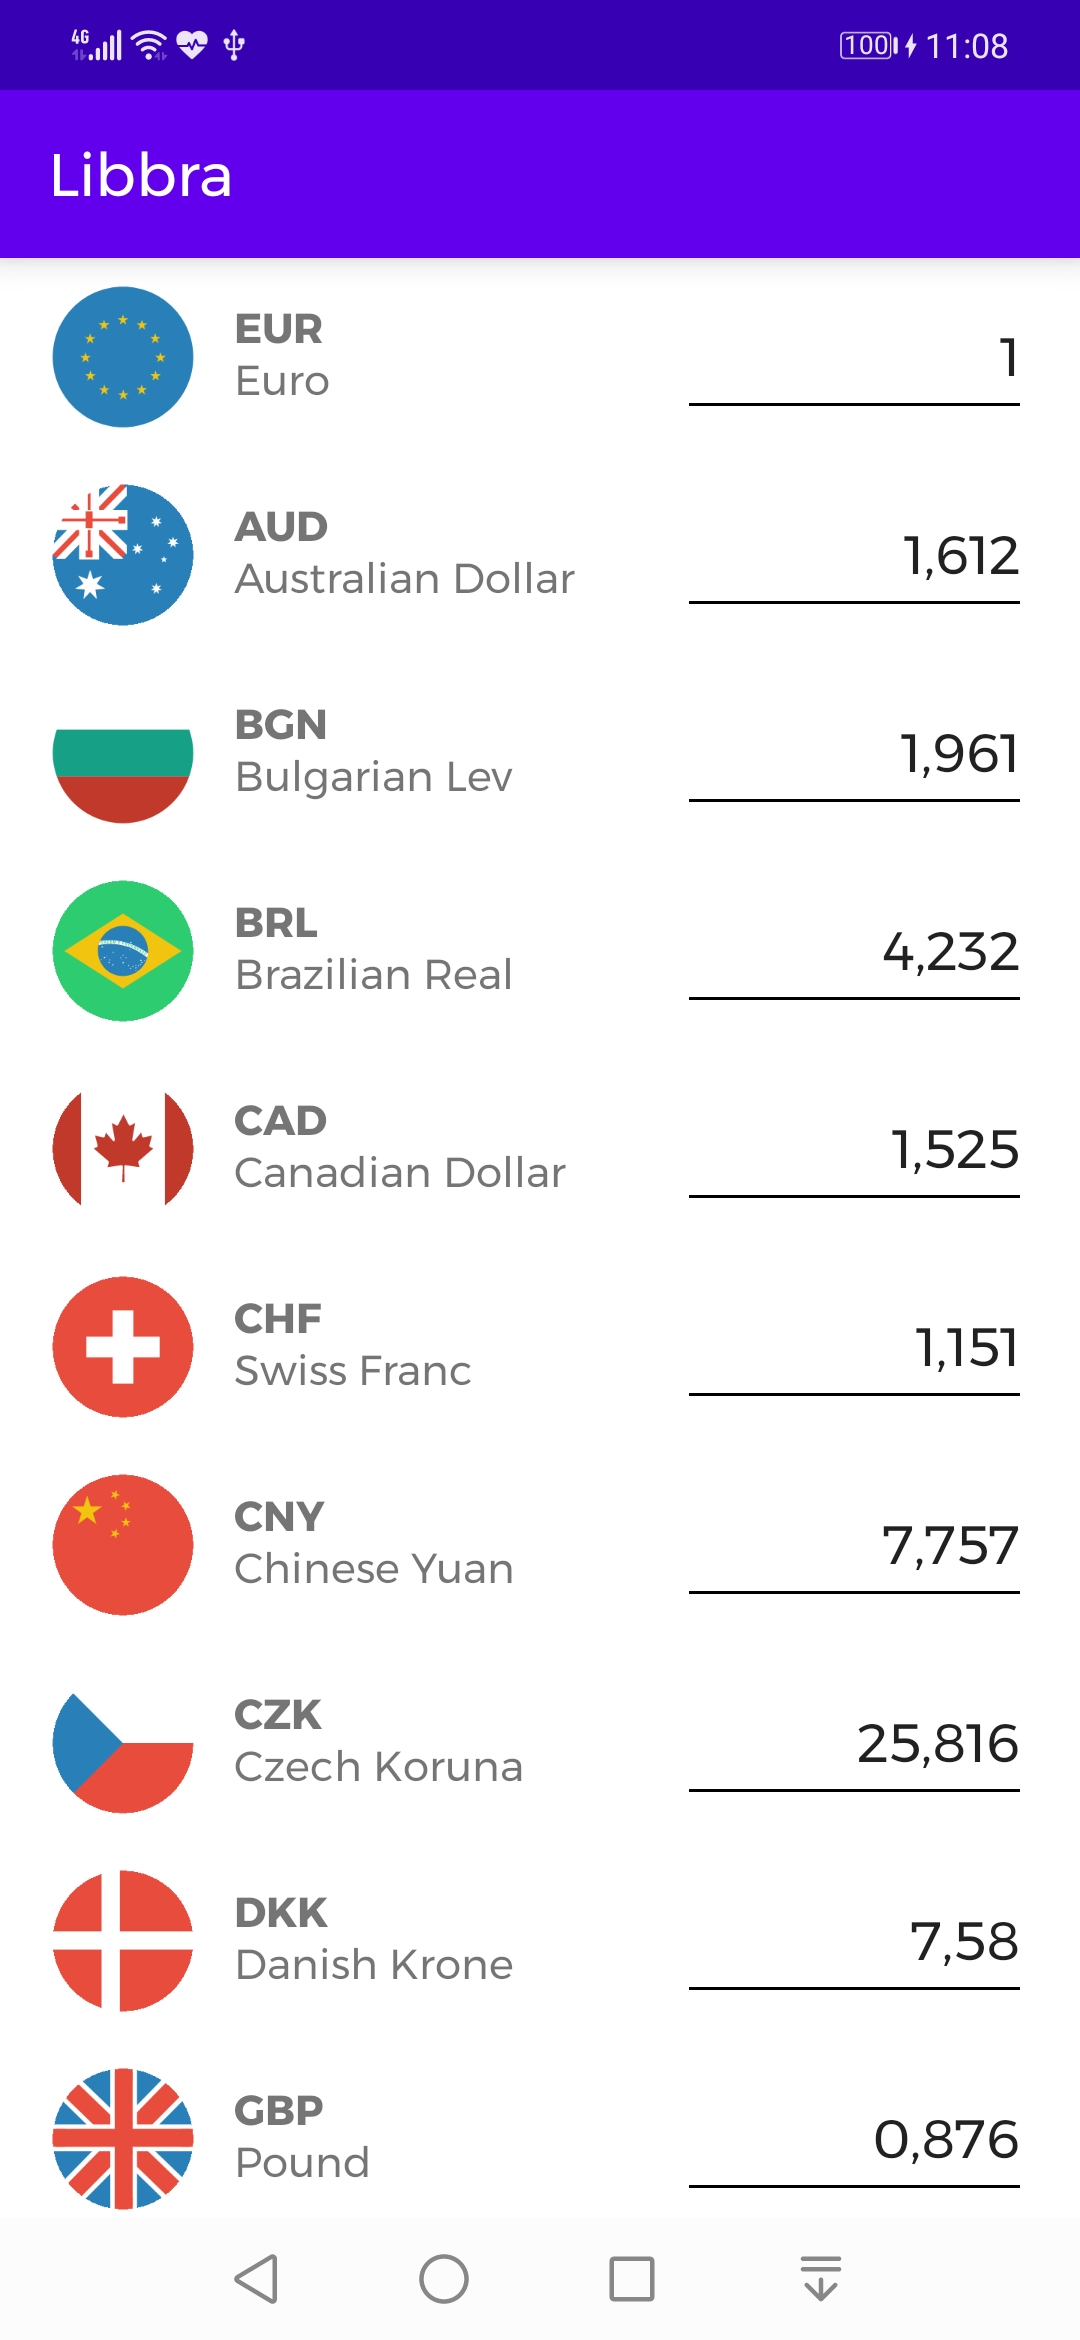 4G 100 11:08
Libbra
EUR
Euro
1
AUD
Australian Dollar
1,612
BGN
Bulgarian Lev
1,961
BRL
Brazilian Real
4,232
CAD
Canadian Dollar
1,525
CHF
Swiss Franc
1,151
CNY
Chinese Yuan
7,757
CZK
Czech Koruna
25,816
DKK
Danish Krone
7,58
GBP
Pound
0,876